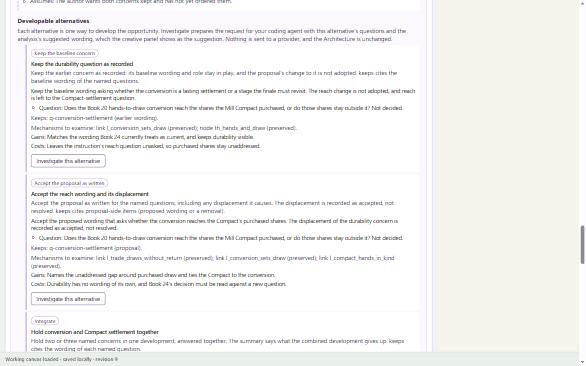 Assumes: The author wants both concerns kept and has not yet ordered them.
Developable alternatives
Each alternative is one way to develop the opportunity. Investigate prepares the request for your coding agent with this alternative's questions and the
analysis's suggested wording, which the creative panel shows as the suggestion. Nothing is sent to a provider, and the Architecture is unchanged.
Keep the baseline concern
Keep the durability question as recorded
Keep the earlier concern as recorded: its baseline wording and role stay in play, and the proposal's change to it is not adopted. keeps cites the
baseline wording of the named questions.
Keep the baseline wording asking whether the conversion is a lasting settlement or a stage the finale must revisit. The reach change is not adopted, and reach
is left to the Compact-settlement question.
Question: Does the Book 20 hands-to-draw conversion reach the shares the Mill Compact purchased, or do those shares stay outside it? Not decided.
Keeps: q-conversion-settlement (earlier wording).
Mechanisms to examine: link l_conversion_sets_draw (preserved); node th_hands_and_draw (preserved).
Gains: Matches the wording Book 24 currently treats as current, and keeps durability visible.
Costs: Leaves the instruction's reach question unasked, so purchased shares stay unaddressed.
Investigate this alternative
Accept the proposal as written
Accept the reach wording and its displacement
Accept the proposal as written for the named questions, including any displacement it causes. The displacement is recorded as accepted, not
resolved. keeps cites proposal-side items (proposed wording or a removal).
Accept the proposed wording that asks whether the conversion reaches the Compact's purchased shares. The displacement of the durability concern is
recorded as accepted, not resolved.
Question: Does the Book 20 hands-to-draw conversion reach the shares the Mill Compact purchased, or do those shares stay outside it? Not decided.
Keeps: q-conversion-settlement (proposal).
Mechanisms to examine: link l_trade_draws_without_return (preserved); link l_conversion_sets_draw (preserved); link l_compact_hands_in_kind
(preserved).
Gains: Names the unaddressed gap around purchased draw and ties the Compact to the conversion.
Costs: Durability has no wording of its own, and Book 24's decision must be read against a new question.
Investigate this alternative
Integrate
Hold conversion and Compact settlement together
Hold two or three named concerns in one development, answered together. The summary says what the combined development gives up. keeps
cites the wording of each named question.
Working canvas loaded · saved locally · revision 9